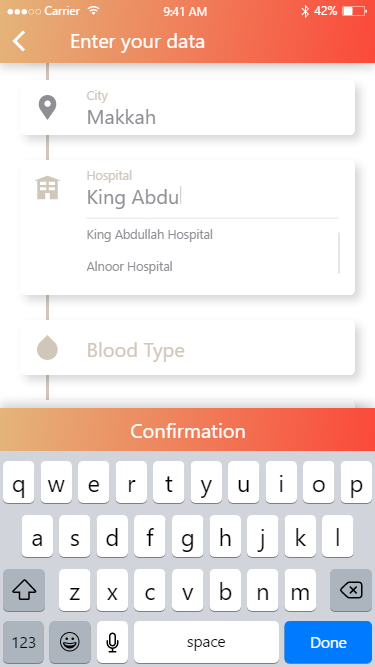 Carrier 9:41 AM 42%
Enter your data
City
Makkah
Hospital
King Abdu
King Abdullah Hospital
Alnoor Hospital
Blood Type
Confirmation
q w e r t y u i o p
a s d f g h j k l
z x c v b n m
123 space Done